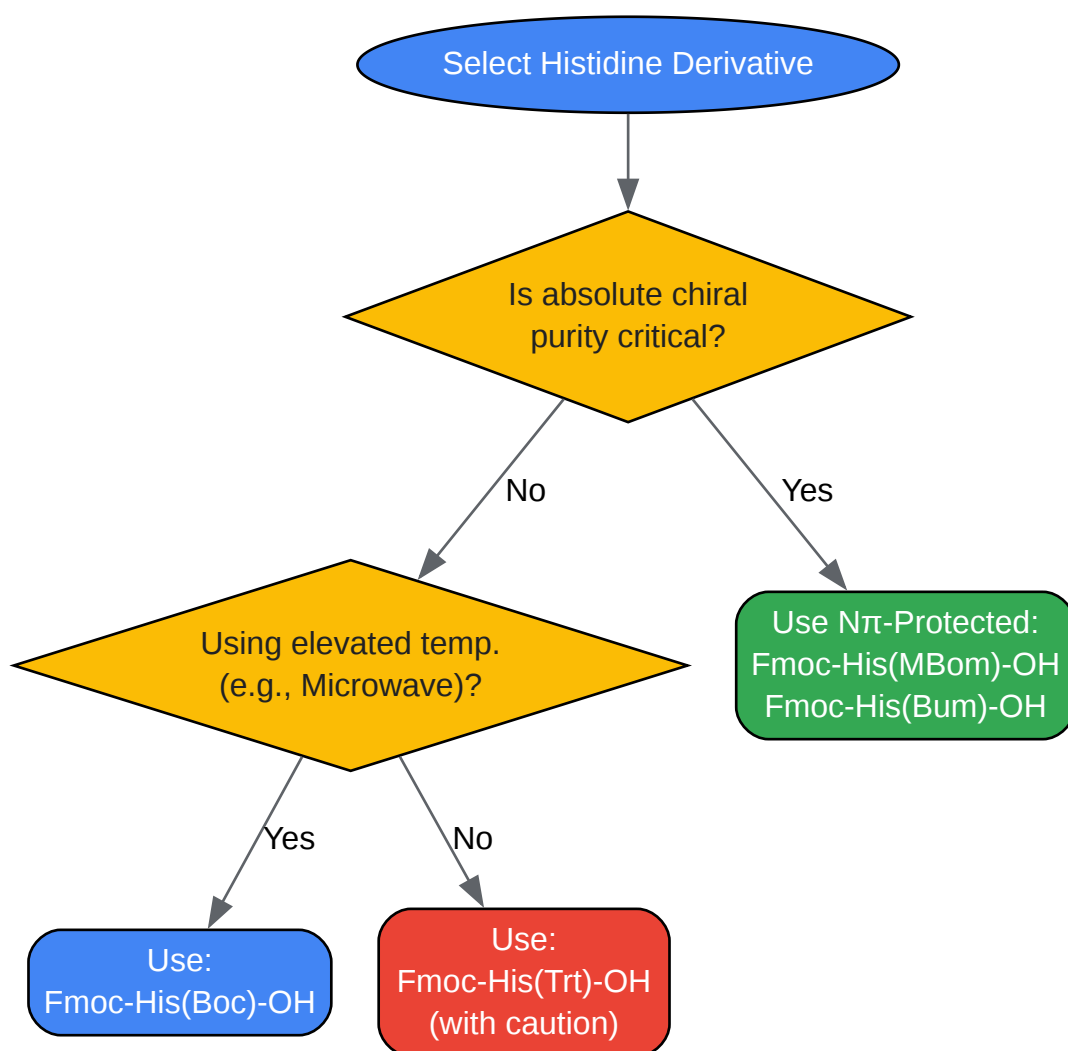 Select Histidine Derivative
Is absolute chiral
purity critical?
No
Yes
Using elevated temp.
(e.g., Microwave)?
Use Nπ-Protected:
Fmoc-His(MBom)-OH
Fmoc-His(Bum)-OH
Yes
No
Use:
Fmoc-His(Boc)-OH
Use:
Fmoc-His(Trt)-OH
(with caution)